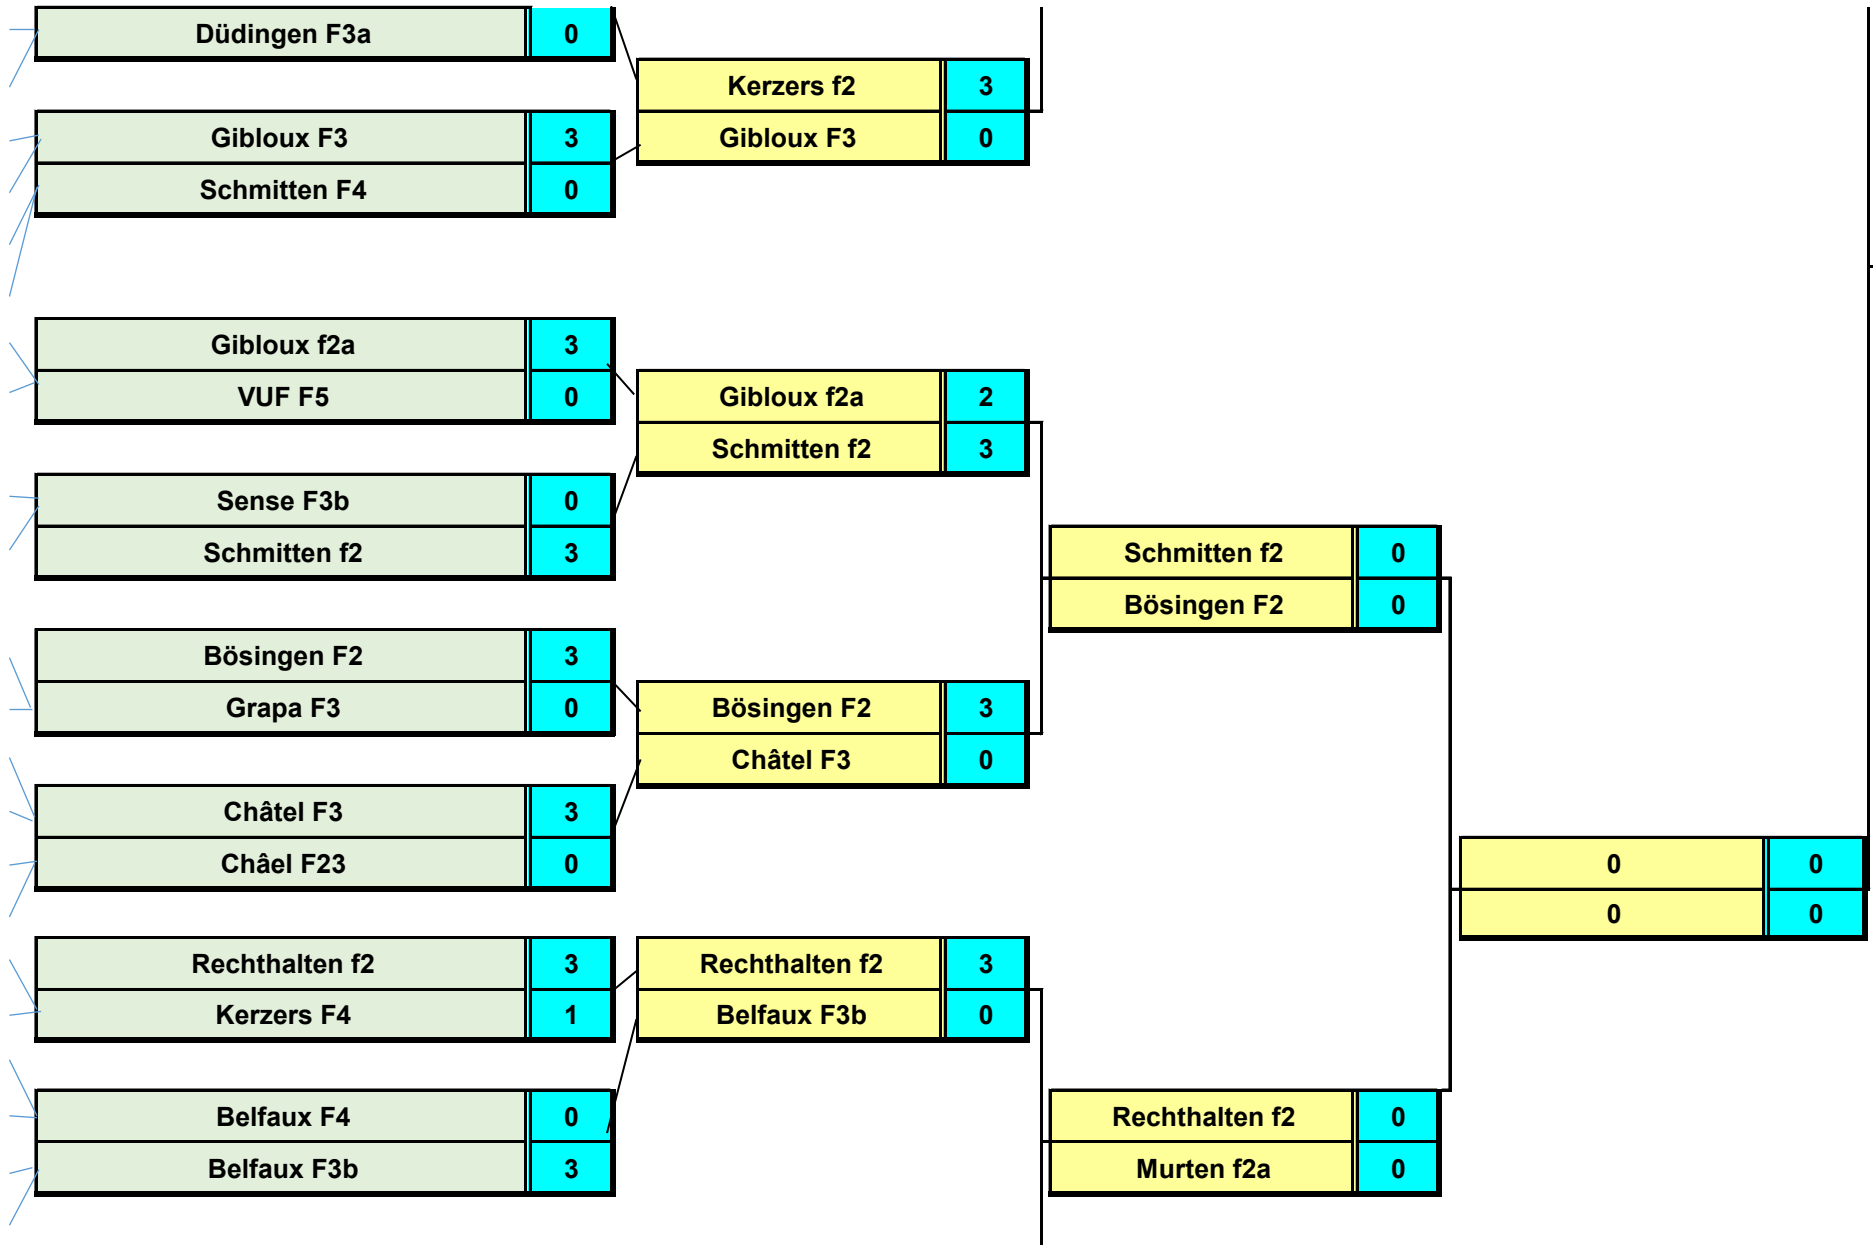 Düdingen F3a 0
Gibloux F3 3
Schmitten F4 0
Gibloux f2a 3
VUF F5 0
Sense F3b 0
Schmitten f2 3
Bösingen F2 3
Grapa F3 0
Châtel F3 3
Châel F23 0
Rechthalten f2 3
Kerzers F4 1
Belfaux F4 0
Belfaux F3b 3
Kerzers f2 3
Gibloux F3 0
Gibloux f2a 2
Schmitten f2 3
Bösingen F2 3
Châtel F3 0
Rechthalten f2 3
Belfaux F3b 0
Schmitten f2 0
Bösingen F2 0
Rechthalten f2 0
Murten f2a 0
0 0
0 0